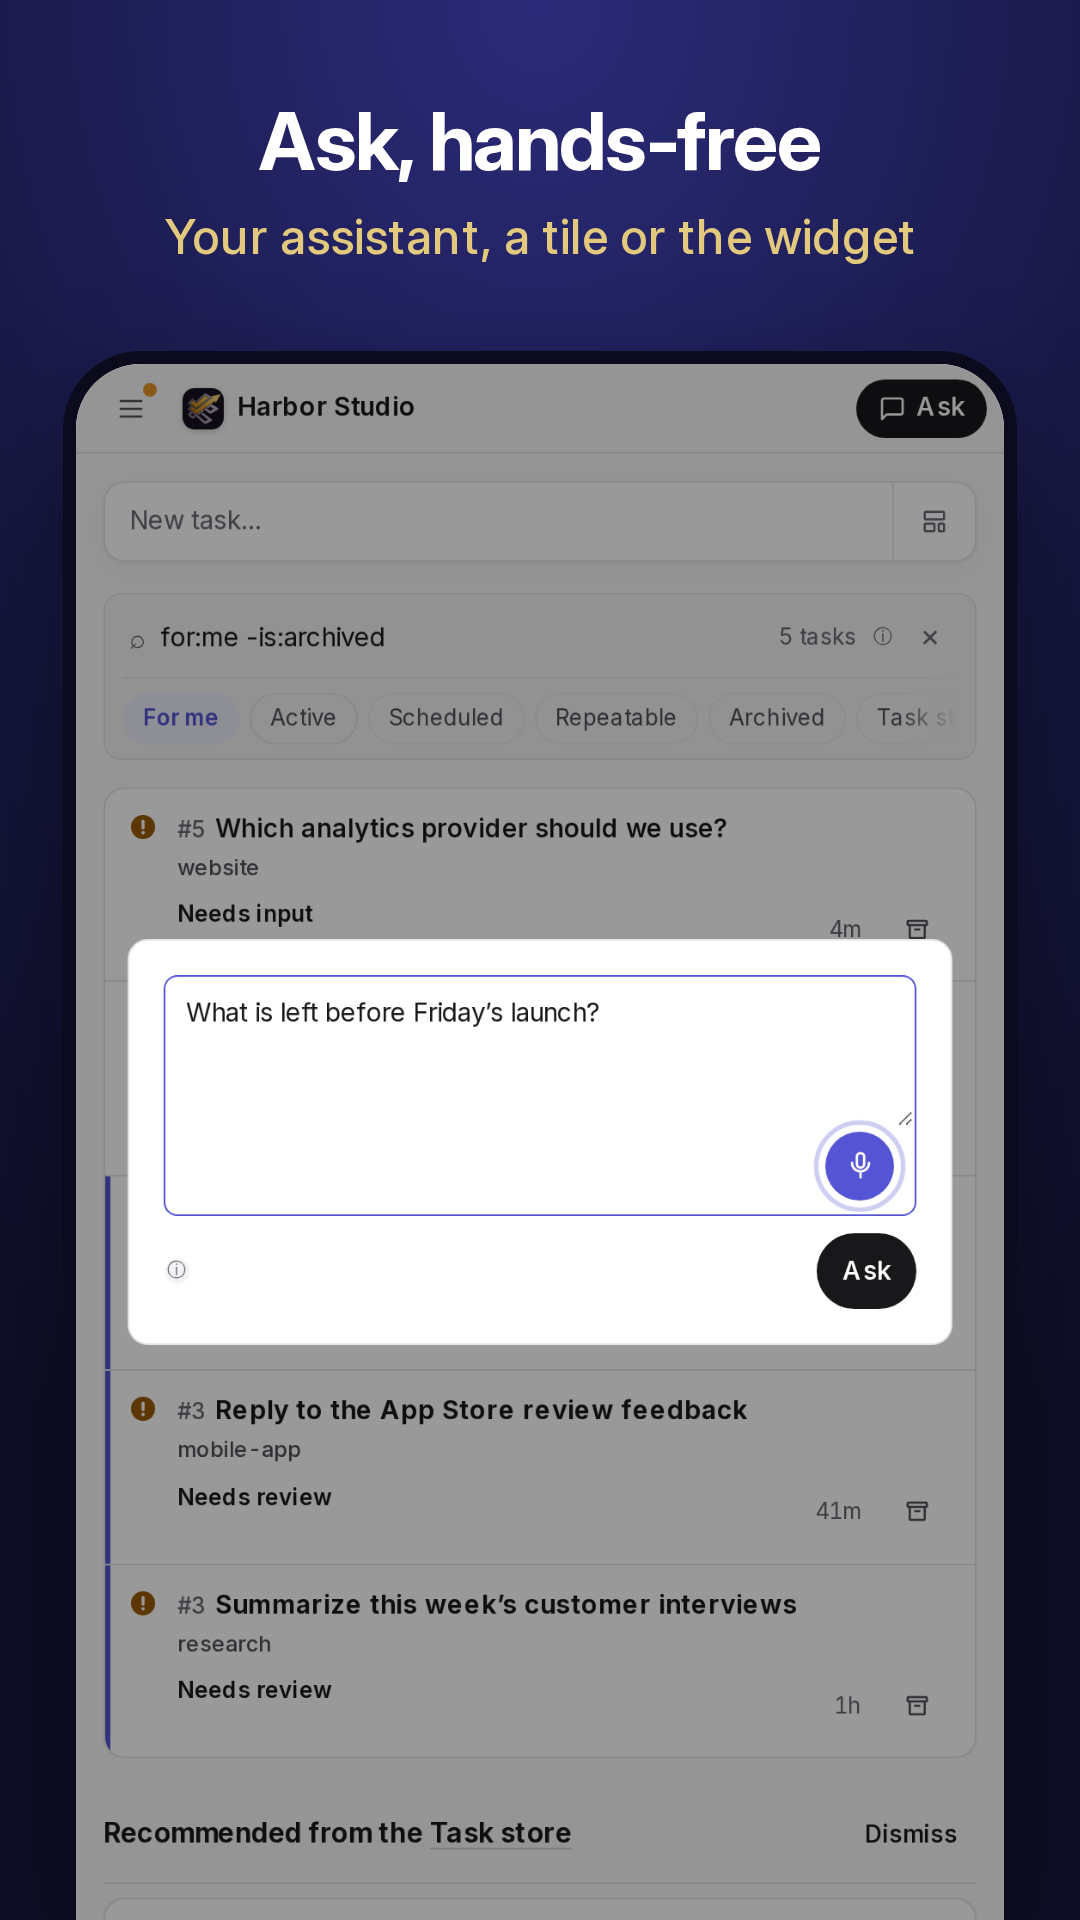 Ask, hands-free
Your assistant, a tile or the widget
Harbor Studio
Ask
New task...
for:me -is:archived
5 tasks
For me
Active
Scheduled
Repeatable
Archived
Task
#5 Which analytics provider should we use?
website
Needs input
4m
What is left before Friday’s launch?
Ask
#3 Reply to the App Store review feedback
mobile-app
Needs review
41m
#3 Summarize this week’s customer interviews
research
Needs review
1h
Recommended from the Task store
Dismiss